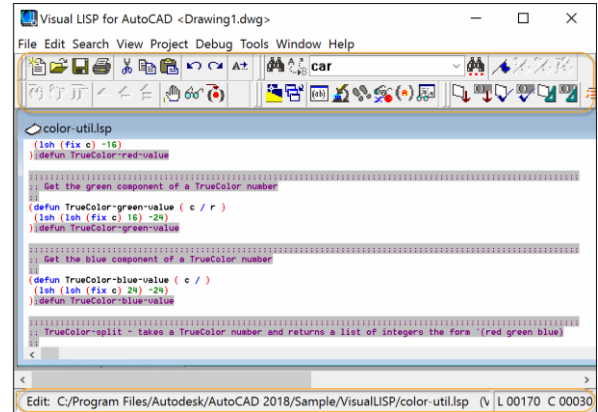 Visual LISP for AutoCAD <Drawing1.dwg>
File Edit Search View Project Debug Tools Window Help
car
color-util.lsp
(lsh (fix c) -16)
);defun TrueColor-red-value
;; Get the green component of a TrueColor number
;;
(defun TrueColor-green-value ( c / r )
(lsh (lsh (fix c) 16) -24)
);defun TrueColor-green-value
;; Get the blue component of a TrueColor number
;;
(defun TrueColor-blue-value ( c / )
(lsh (lsh (fix c) 24) -24)
);defun TrueColor-blue-value
;; TrueColor-split - takes a TrueColor number and returns a list of integers the form '(red green blue)
;;
Edit: C:/Program Files/Autodesk/AutoCAD 2018/Sample/VisualLISP/color-util.lsp (V L 00170 C 00030